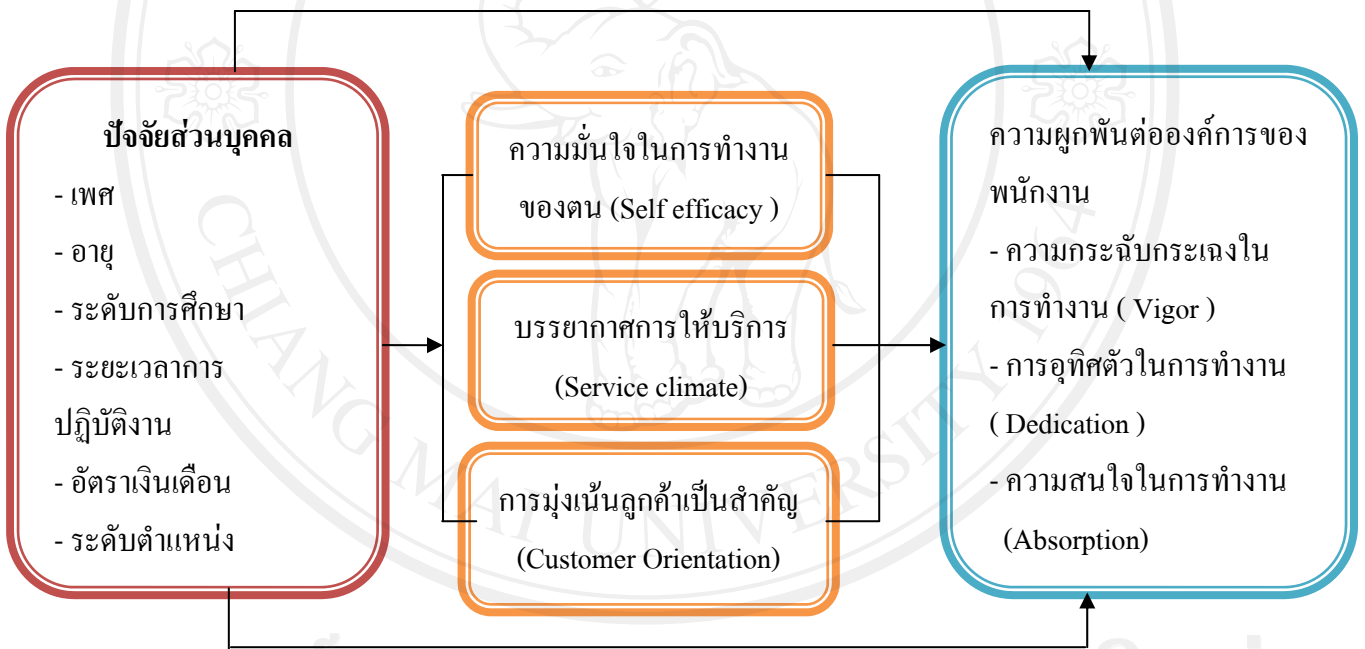 ปัจจัยส่วนบุคคล
- เพศ
- อายุ
- ระดับการศึกษา
- ระยะเวลาการ
ปฏิบัติงาน
- อัตราเงินเดือน
- ระดับตำแหน่ง
ความมั่นใจในการทำงาน
ของตน (Self efficacy )
บรรยากาศการให้บริการ
(Service climate)
การมุ่งเน้นลูกค้าเป็นสำคัญ
(Customer Orientation)
ความผูกพันต่อองค์การของ
พนักงาน
- ความกระฉับกระเฉงใน
การทำงาน ( Vigor )
- การอุทิศตัวในการทำงาน
( Dedication )
- ความสนใจในการทำงาน
(Absorption)
CHIANG MAI UNIVERSITY 1964